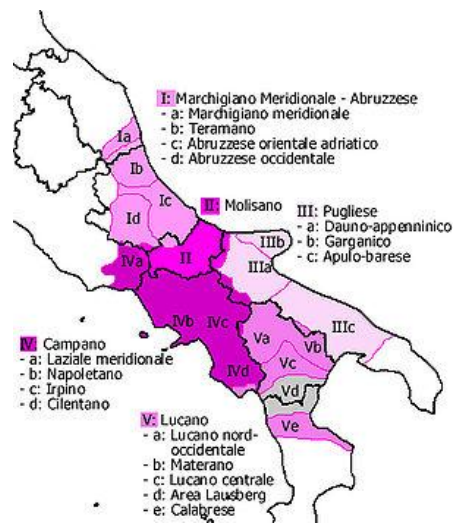 I: Marchigiano Meridionale - Abruzzese
- a: Marchigiano meridionale
- b: Teramano
- c: Abruzzese orientale adriatico
- d: Abruzzese occidentale
Ia
Ib
Ic
Id
II: Molisano
III: Pugliese
- a: Dauno-appenninico
- b: Garganico
- c: Apulo-barese
IIIb
IVa
II
IIIa
IVb
IVc
Va
Vb
IIIc
Vc
IVd
Vd
Ve
IV: Campano
- a: Laziale meridionale
- b: Napoletano
- c: Irpino
- d: Cilentano
V: Lucano
- a: Lucano nord-
occidentale
- b: Materano
- c: Lucano centrale
- d: Area Lausberg
- e: Calabrese